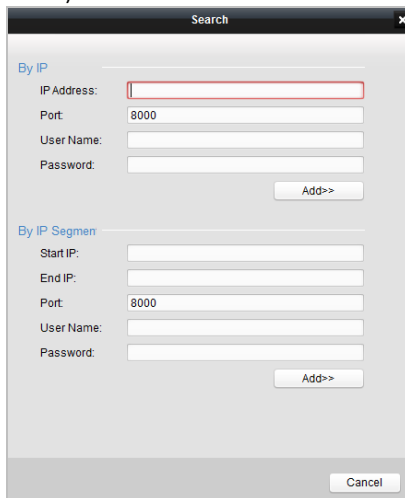 Search
x
By IP
IP Address:
Port: 8000
User Name:
Password:
Add>>
By IP Segmen
Start IP:
End IP:
Port: 8000
User Name:
Password:
Add>>
Cancel